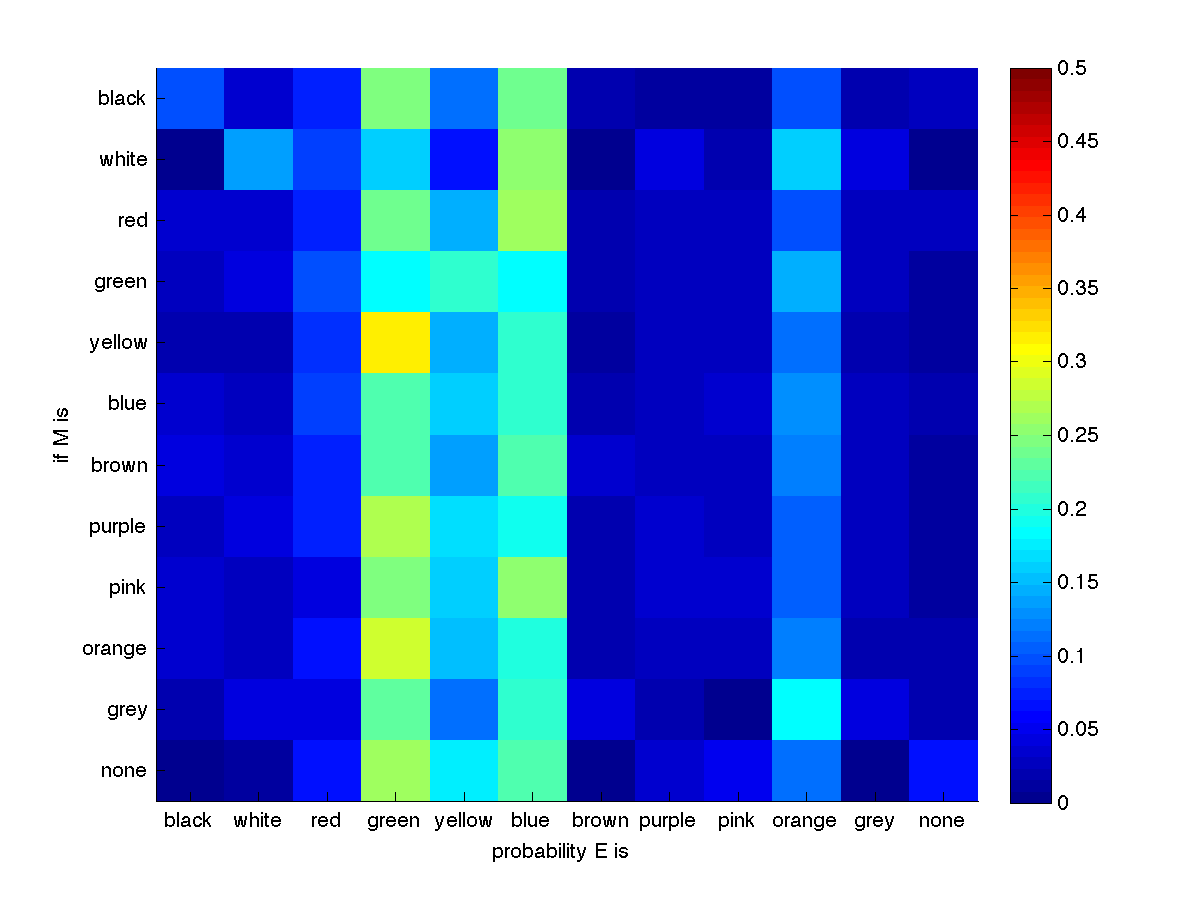 black
white
red
green
yellow
blue
brown
purple
pink
orange
grey
none
if M is
black white red green yellow blue brown purple pink orange grey none
probability E is
0.5
0.45
0.4
0.35
0.3
0.25
0.2
0.15
0.1
0.05
0